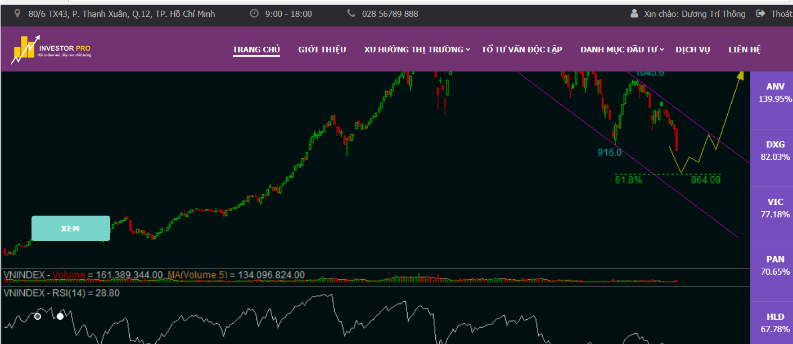 80/6 TX43, P. Thạnh Xuân, Q.12, TP. Hồ Chí Minh 9:00 - 18:00 028 56789 888 Xin chào: Dương Trí Thông Thoát
INVESTOR PRO
TRANG CHỦ GIỚI THIỆU XU HƯỚNG THỊ TRƯỜNG TỔ TƯ VẤN ĐỘC LẬP DANH MỤC ĐẦU TƯ DỊCH VỤ LIÊN HỆ
1045.6
ANV
139.95%
916.0
DXG
82.03%
61.8% 864.09
VIC
77.18%
XEM
PAN
70.65%
VNINDEX - Volume = 161,389,344.00, MA(Volume,5) = 134,096,824.00
VNINDEX - RSI(14) = 28.80
HLD
67.78%